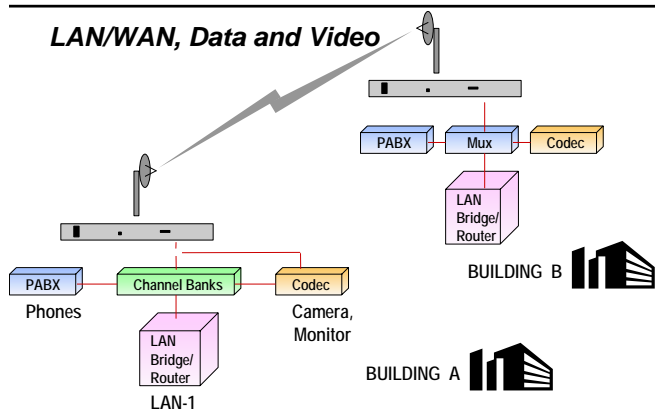 LAN/WAN, Data and Video
PABX
Mux
Codec
LAN
Bridge/
Router
BUILDING B
PABX
Channel Banks
Codec
Phones
Camera,
Monitor
LAN
Bridge/
Router
LAN-1
BUILDING A